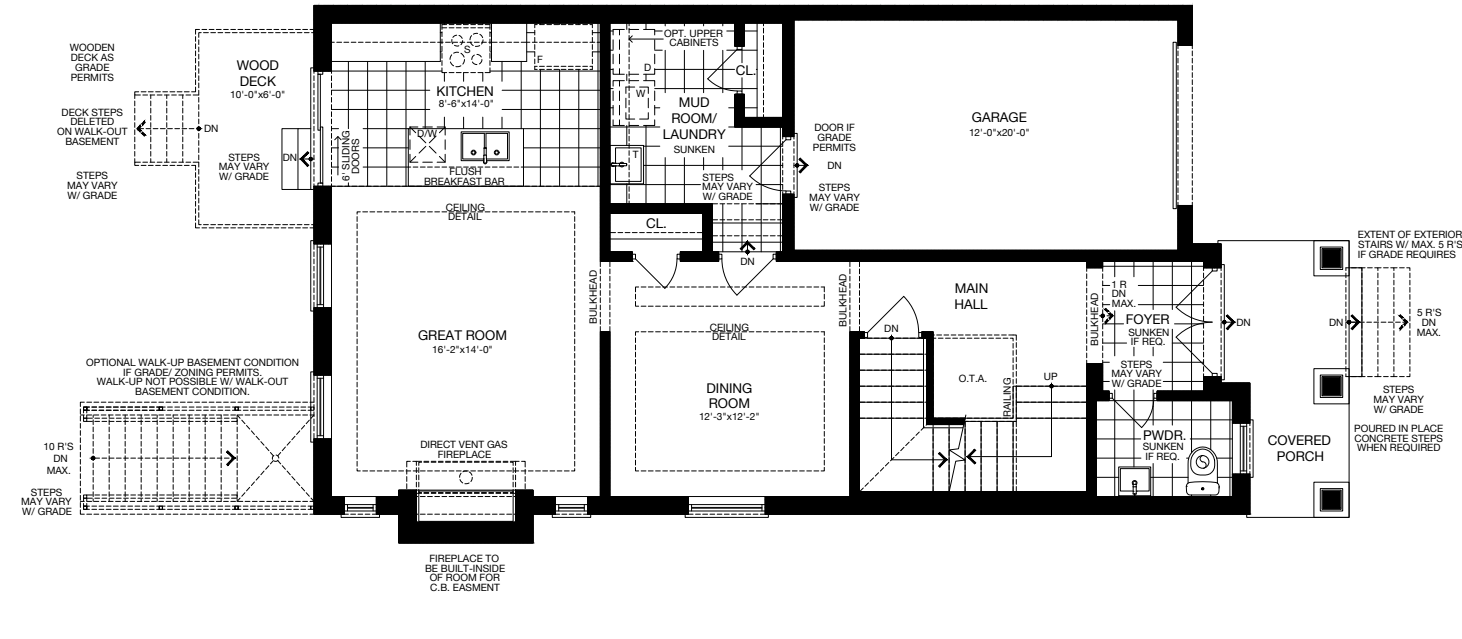 WOODEN
DECK AS
GRADE
PERMITS
DECK STEPS
DELETED
ON WALK-OUT
BASEMENT
STEPS
MAY VARY
W/ GRADE
WOOD
DECK
10'-0"x6'-0"
DN
STEPS
MAY VARY
W/ GRADE
DN
6' SLIDING
DOORS
S
F
KITCHEN
8'-6"x14'-0"
D/W
FLUSH
BREAKFAST BAR
OPT. UPPER
CABINETS
D
W
CL.
MUD
ROOM/
LAUNDRY
SUNKEN
T
STEPS
MAY VARY
W/ GRADE
DOOR IF
GRADE
PERMITS
DN
STEPS
MAY VARY
W/ GRADE
GARAGE
12'-0"x20'-0"
CL.
DN
CEILING
DETAIL
GREAT ROOM
16'-2"x14'-0"
DIRECT VENT GAS
FIREPLACE
BULKHEAD
CEILING
DETAIL
DINING
ROOM
12'-3"x12'-2"
BULKHEAD
MAIN
HALL
DN
O.T.A.
RAILING
UP
BULKHEAD
1 R
DN
MAX.
FOYER
SUNKEN
IF REQ.
STEPS
MAY VARY
W/ GRADE
DN
PWDR.
SUNKEN
IF REQ.
COVERED
PORCH
DN
EXTENT OF EXTERIOR
STAIRS W/ MAX. 5 R'S
IF GRADE REQUIRES
5 R'S
DN
MAX.
STEPS
MAY VARY
W/ GRADE
POURED IN PLACE
CONCRETE STEPS
WHEN REQUIRED
OPTIONAL WALK-UP BASEMENT CONDITION
IF GRADE/ ZONING PERMITS.
WALK-UP NOT POSSIBLE W/ WALK-OUT
BASEMENT CONDITION.
10 R'S
DN
MAX.
STEPS
MAY VARY
W/ GRADE
FIREPLACE TO
BE BUILT-INSIDE
OF ROOM FOR
C.B. EASMENT